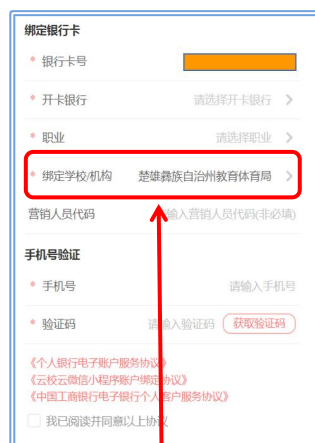 绑定银行卡
* 银行卡号
* 开卡银行 请选择开卡银行 >
* 职业 请选择职业 >
* 绑定学校/机构 楚雄彝族自治州教育体育局 >
营销人员代码 输入营销人员代码(非必填)
手机号验证
* 手机号 请输入手机号
* 验证码 请输入验证码 获取验证码
《个人银行电子账户服务协议》
《云校云微信小程序账户绑定协议》
《中国工商银行电子银行个人客户服务协议》
我已阅读并同意以上协议